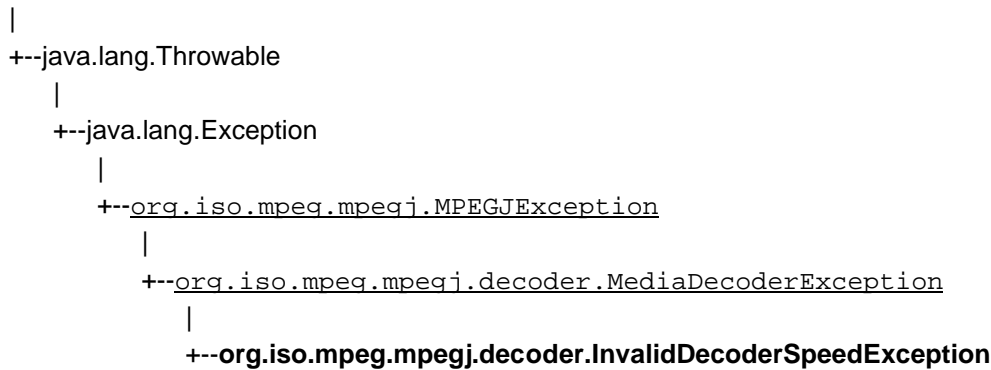 |
+--java.lang.Throwable
|
+--java.lang.Exception
|
+--org.iso.mpeg.mpegj.MPEGJException
|
+--org.iso.mpeg.mpegj.decoder.MediaDecoderException
|
+--org.iso.mpeg.mpegj.decoder.InvalidDecoderSpeedException